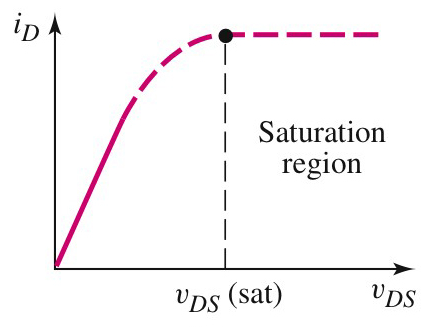 i_D
Saturation
region
v_DS (sat)
v_DS